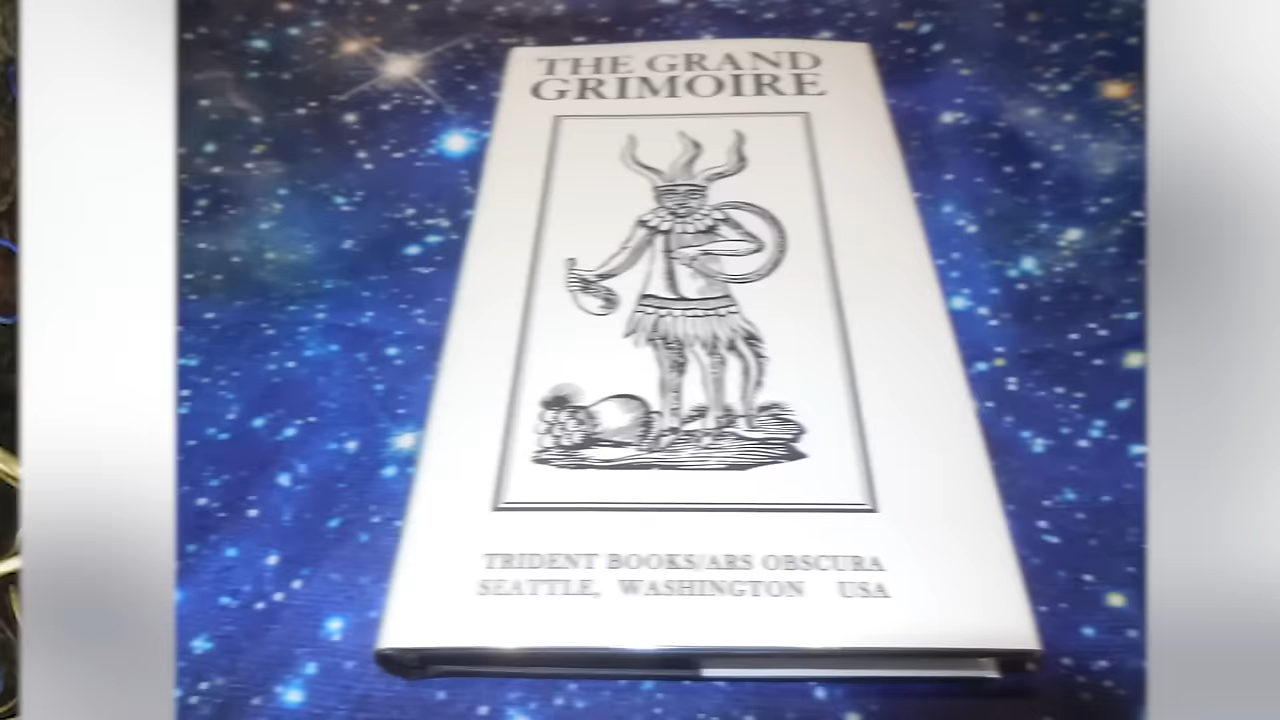 THE GRAND
GRIMOIRE
TRIDENT BOOKS/ARS OBSCURA
SEATTLE, WASHINGTON USA